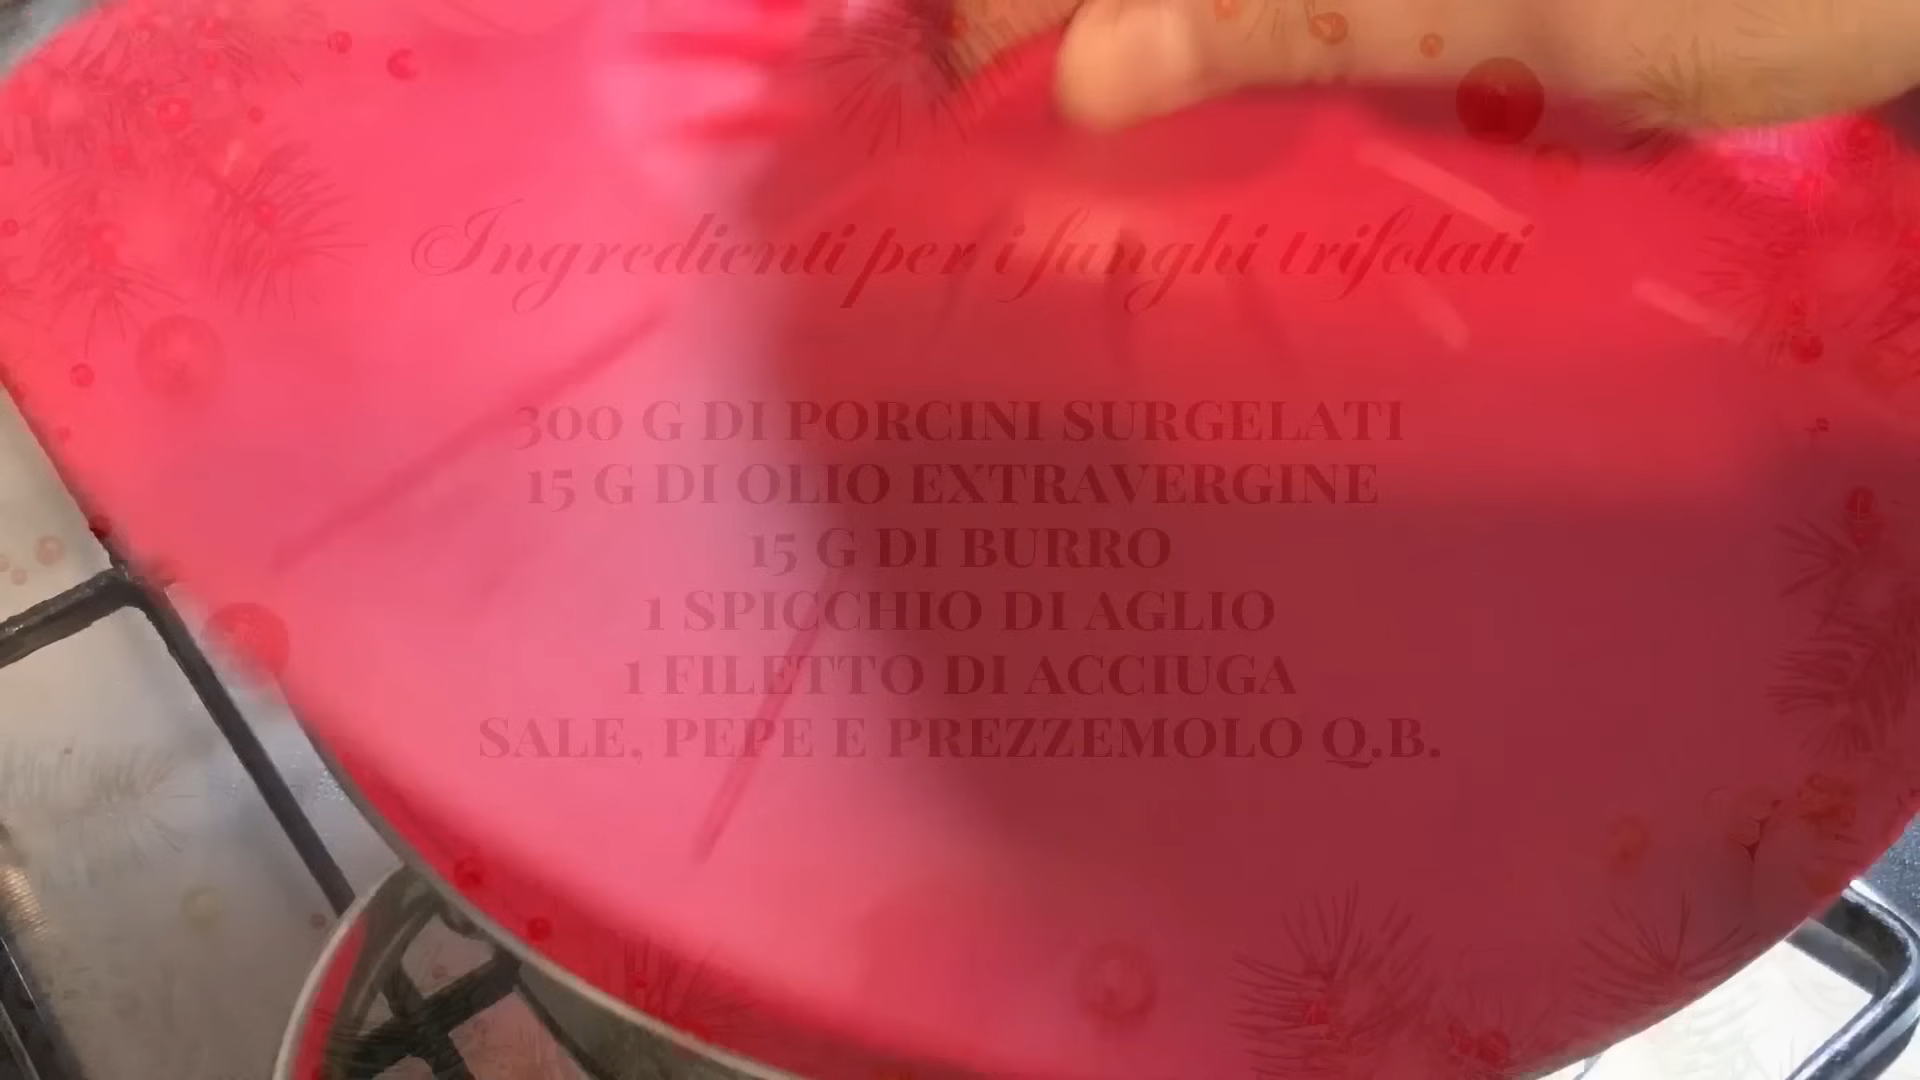 Ingredienti per i funghi trifolati
300 G DI PORCINI SURGELATI
15 G DI OLIO EXTRAVERGINE
15 G DI BURRO
1 SPICCHIO DI AGLIO
1 FILETTO DI ACCIUGA
SALE, PEPE E PREZZEMOLO Q.B.